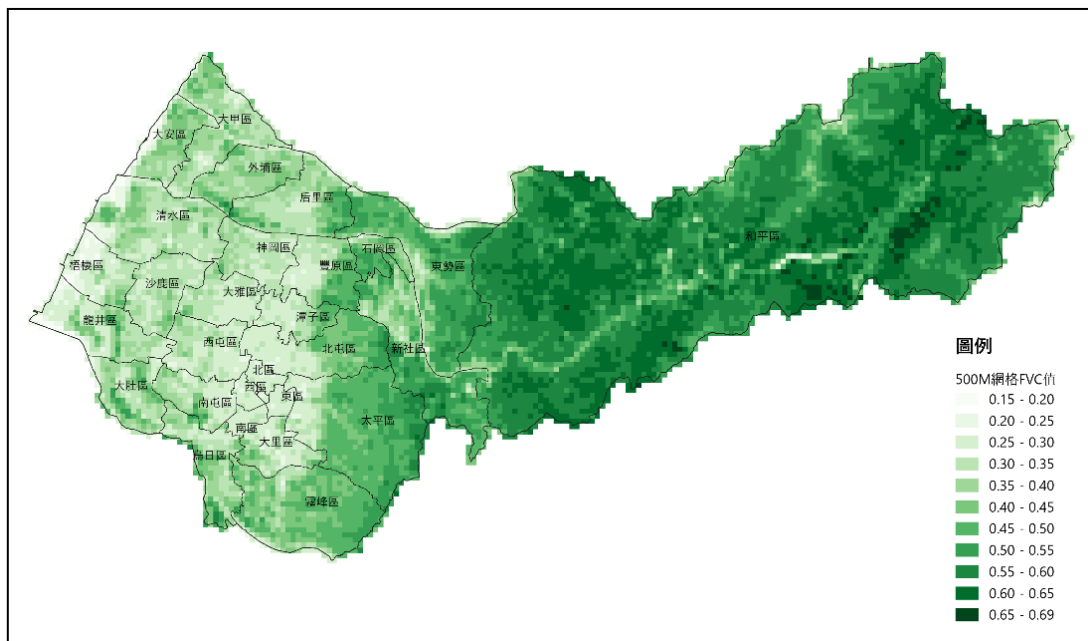 大甲區
大安區
外埔區
后里區
清水區
神岡區
石岡區
和平區
梧棲區
豐原區
東勢區
沙鹿區
大雅區
龍井區
潭子區
西屯區
北屯區
新社區
北區
大肚區
西區
東區
南屯區
太平區
南區
大里區
烏日區
霧峰區
圖例
500M網格FVC值
0.15 - 0.20
0.20 - 0.25
0.25 - 0.30
0.30 - 0.35
0.35 - 0.40
0.40 - 0.45
0.45 - 0.50
0.50 - 0.55
0.55 - 0.60
0.60 - 0.65
0.65 - 0.69